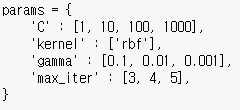 params = {
    'C' : [1, 10, 100, 1000],
    'kernel' : ['rbf'],
    'gamma' : [0.1, 0.01, 0.001],
    'max_iter' : [3, 4, 5],
}